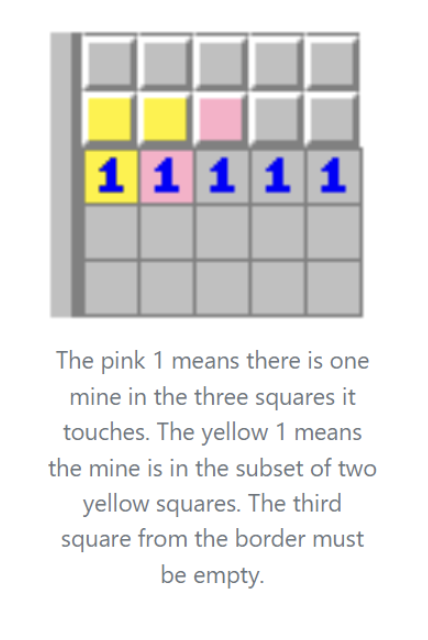 1 1 1 1 1
The pink 1 means there is one
mine in the three squares it
touches. The yellow 1 means
the mine is in the subset of two
yellow squares. The third
square from the border must
be empty.